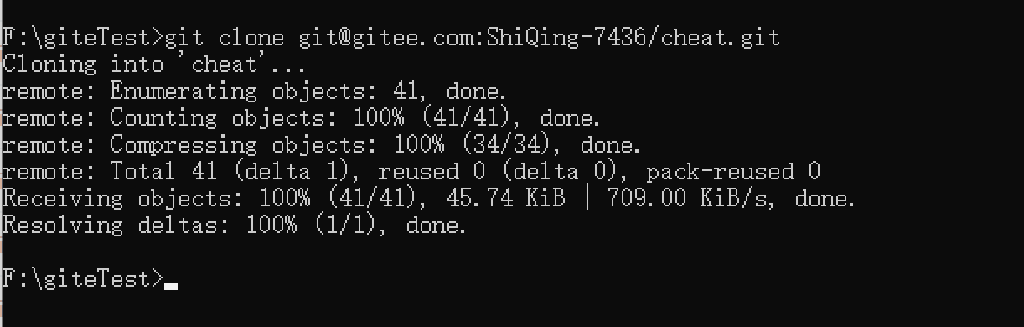 F:\giteTest>git clone git@gitee.com:ShiQing-7436/cheat.git
Cloning into 'cheat'...
remote: Enumerating objects: 41, done.
remote: Counting objects: 100% (41/41), done.
remote: Compressing objects: 100% (34/34), done.
remote: Total 41 (delta 1), reused 0 (delta 0), pack-reused 0
Receiving objects: 100% (41/41), 45.74 KiB | 709.00 KiB/s, done.
Resolving deltas: 100% (1/1), done.
F:\giteTest>